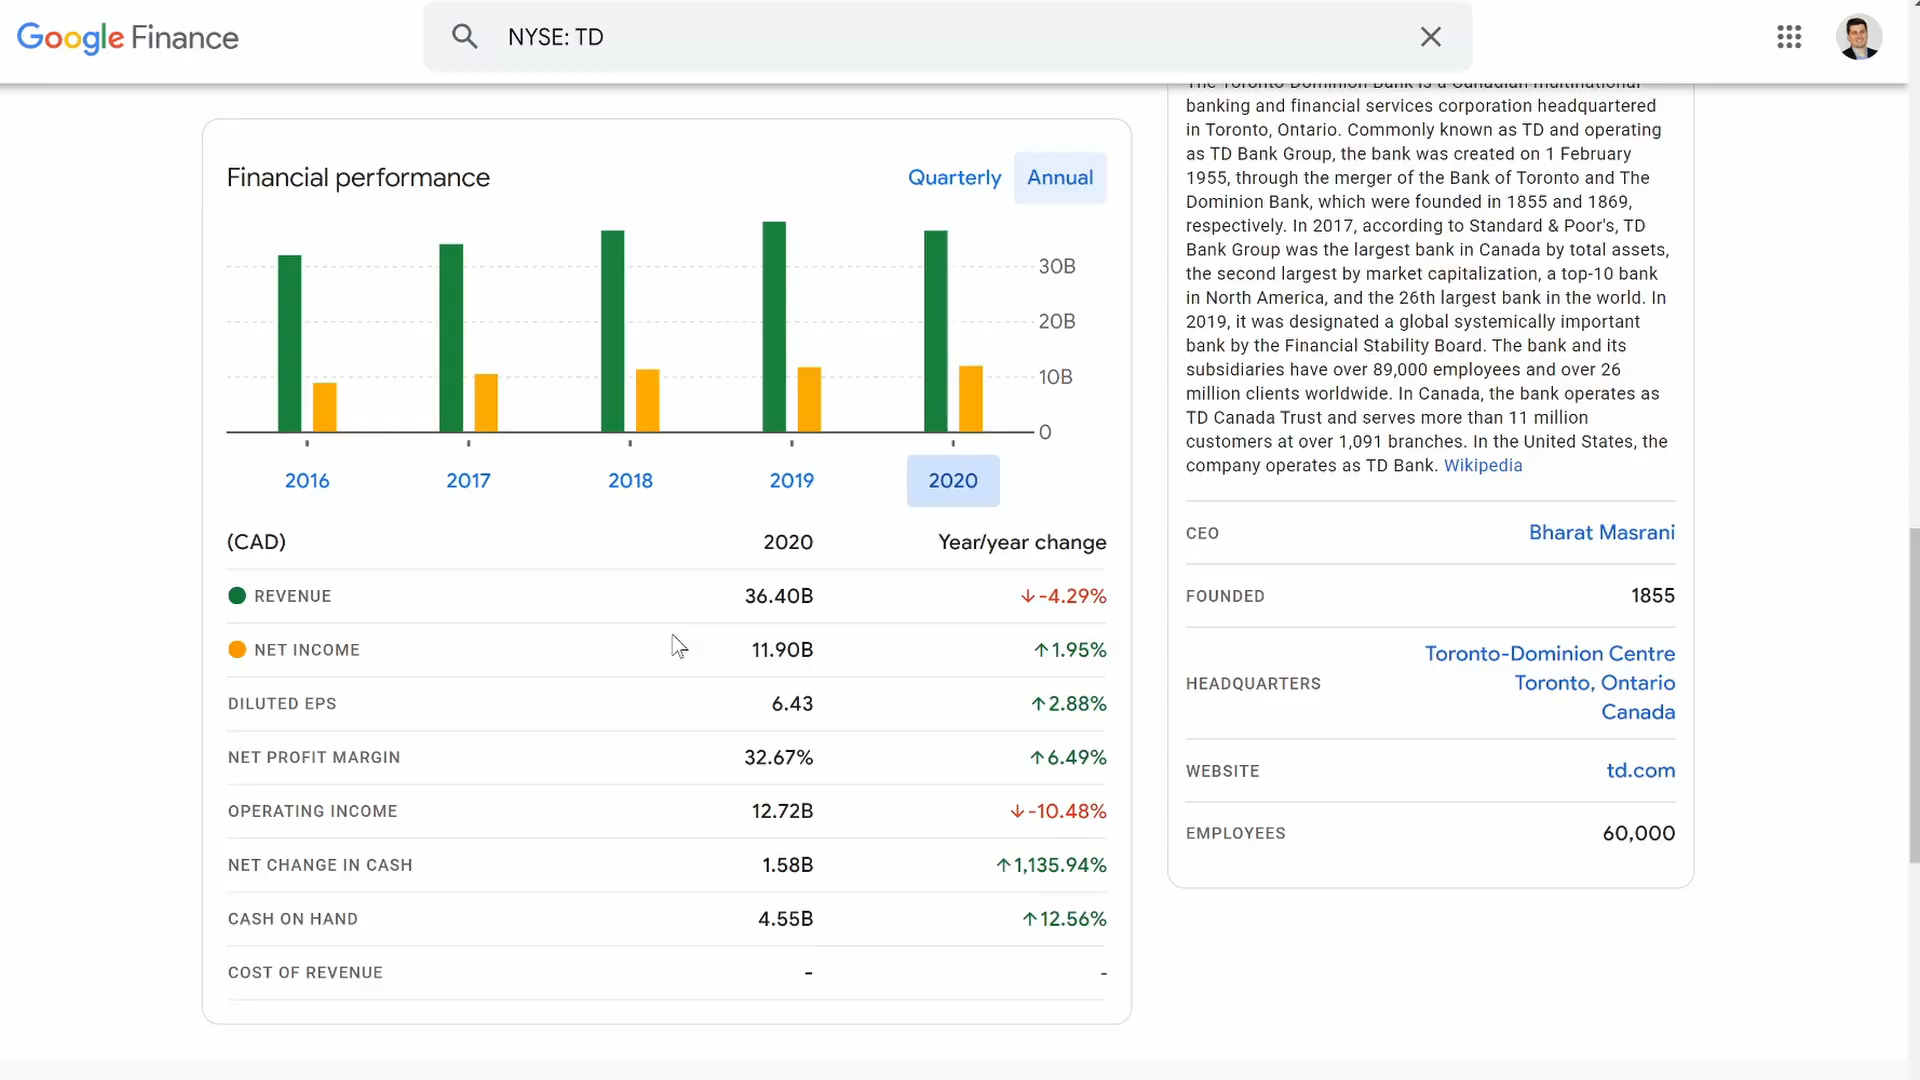 Google Finance
NYSE: TD
Financial performance
Quarterly
Annual
30B
20B
10B
0
2016
2017
2018
2019
2020
(CAD) 2020 Year/year change
REVENUE 36.40B ↓-4.29%
NET INCOME 11.90B ↑1.95%
DILUTED EPS 6.43 ↑2.88%
NET PROFIT MARGIN 32.67% ↑6.49%
OPERATING INCOME 12.72B ↓-10.48%
NET CHANGE IN CASH 1.58B ↑1,135.94%
CASH ON HAND 4.55B ↑12.56%
COST OF REVENUE - -
The Toronto Dominion Bank is a Canadian multinational
banking and financial services corporation headquartered
in Toronto, Ontario. Commonly known as TD and operating
as TD Bank Group, the bank was created on 1 February
1955, through the merger of the Bank of Toronto and The
Dominion Bank, which were founded in 1855 and 1869,
respectively. In 2017, according to Standard & Poor's, TD
Bank Group was the largest bank in Canada by total assets,
the second largest by market capitalization, a top-10 bank
in North America, and the 26th largest bank in the world. In
2019, it was designated a global systemically important
bank by the Financial Stability Board. The bank and its
subsidiaries have over 89,000 employees and over 26
million clients worldwide. In Canada, the bank operates as
TD Canada Trust and serves more than 11 million
customers at over 1,091 branches. In the United States, the
company operates as TD Bank. Wikipedia
CEO Bharat Masrani
FOUNDED 1855
HEADQUARTERS Toronto-Dominion Centre
Toronto, Ontario
Canada
WEBSITE td.com
EMPLOYEES 60,000